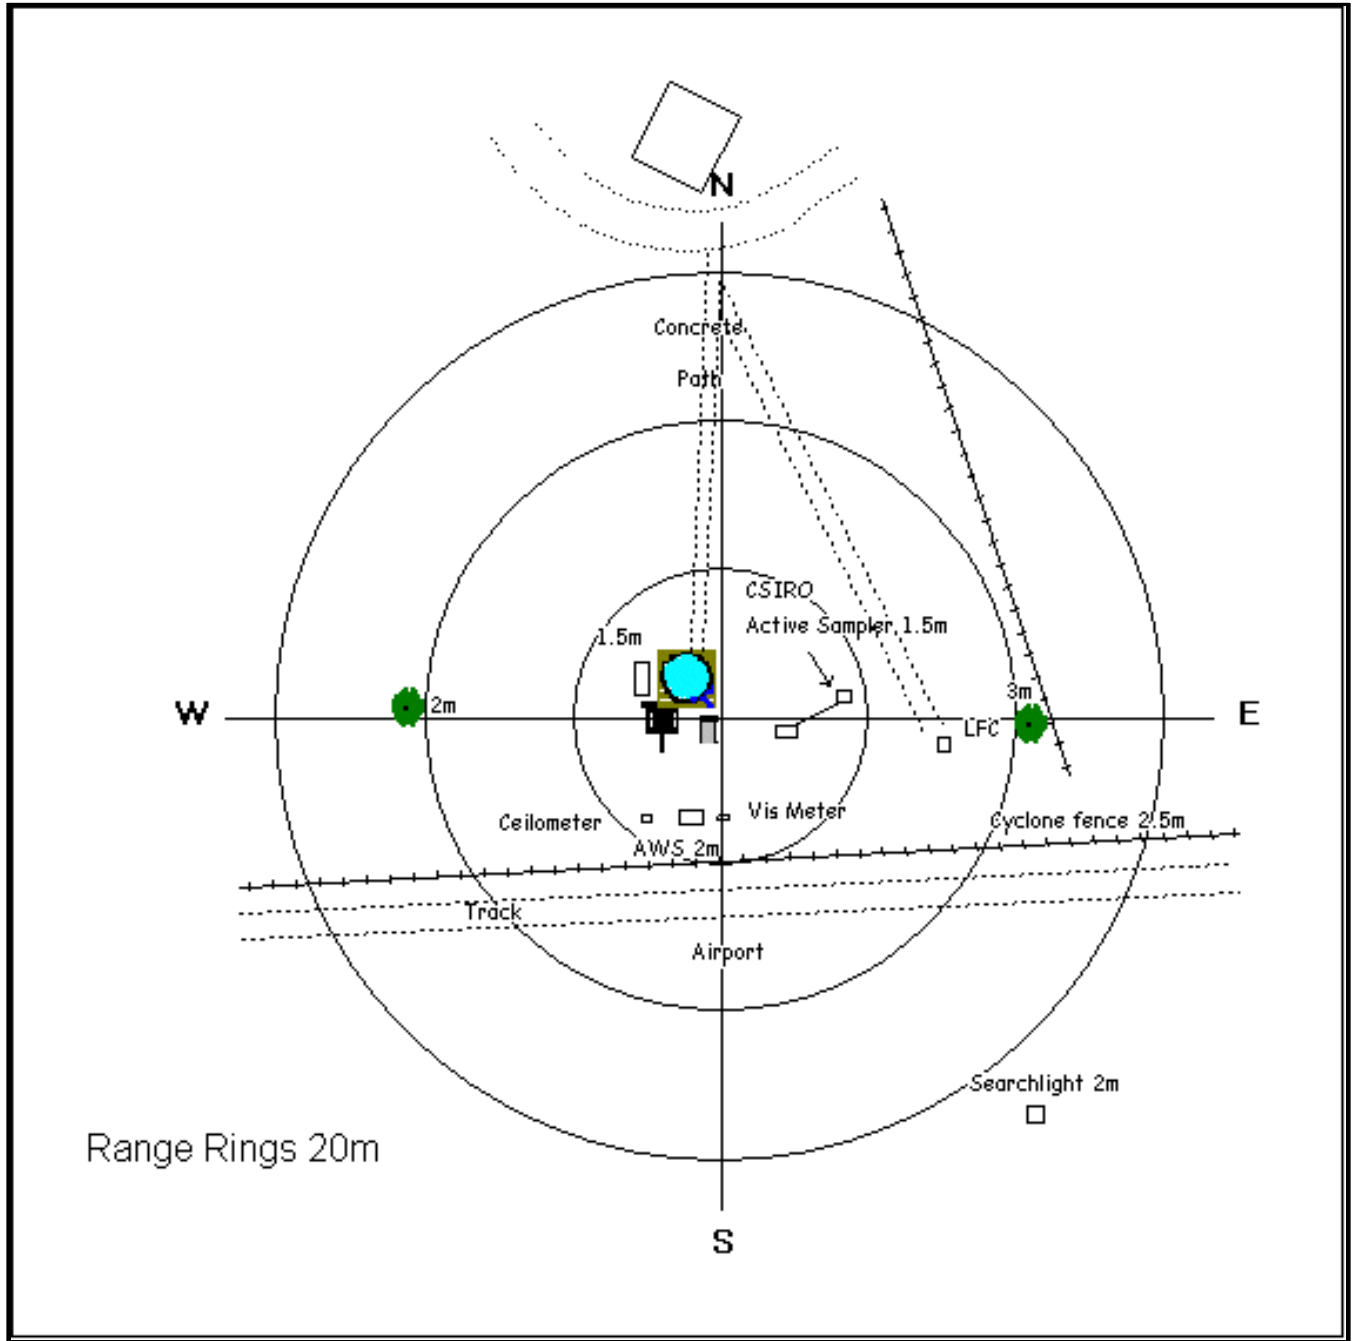 N
Concrete
Path
CSIRO
Active Sampler 1.5m
1.5m
3m
W
2m
E
LFC
Ceilometer
Vis Meter
Cyclone fence 2.5m
AWS 2m
Track
Airport
Searchlight 2m
Range Rings 20m
S